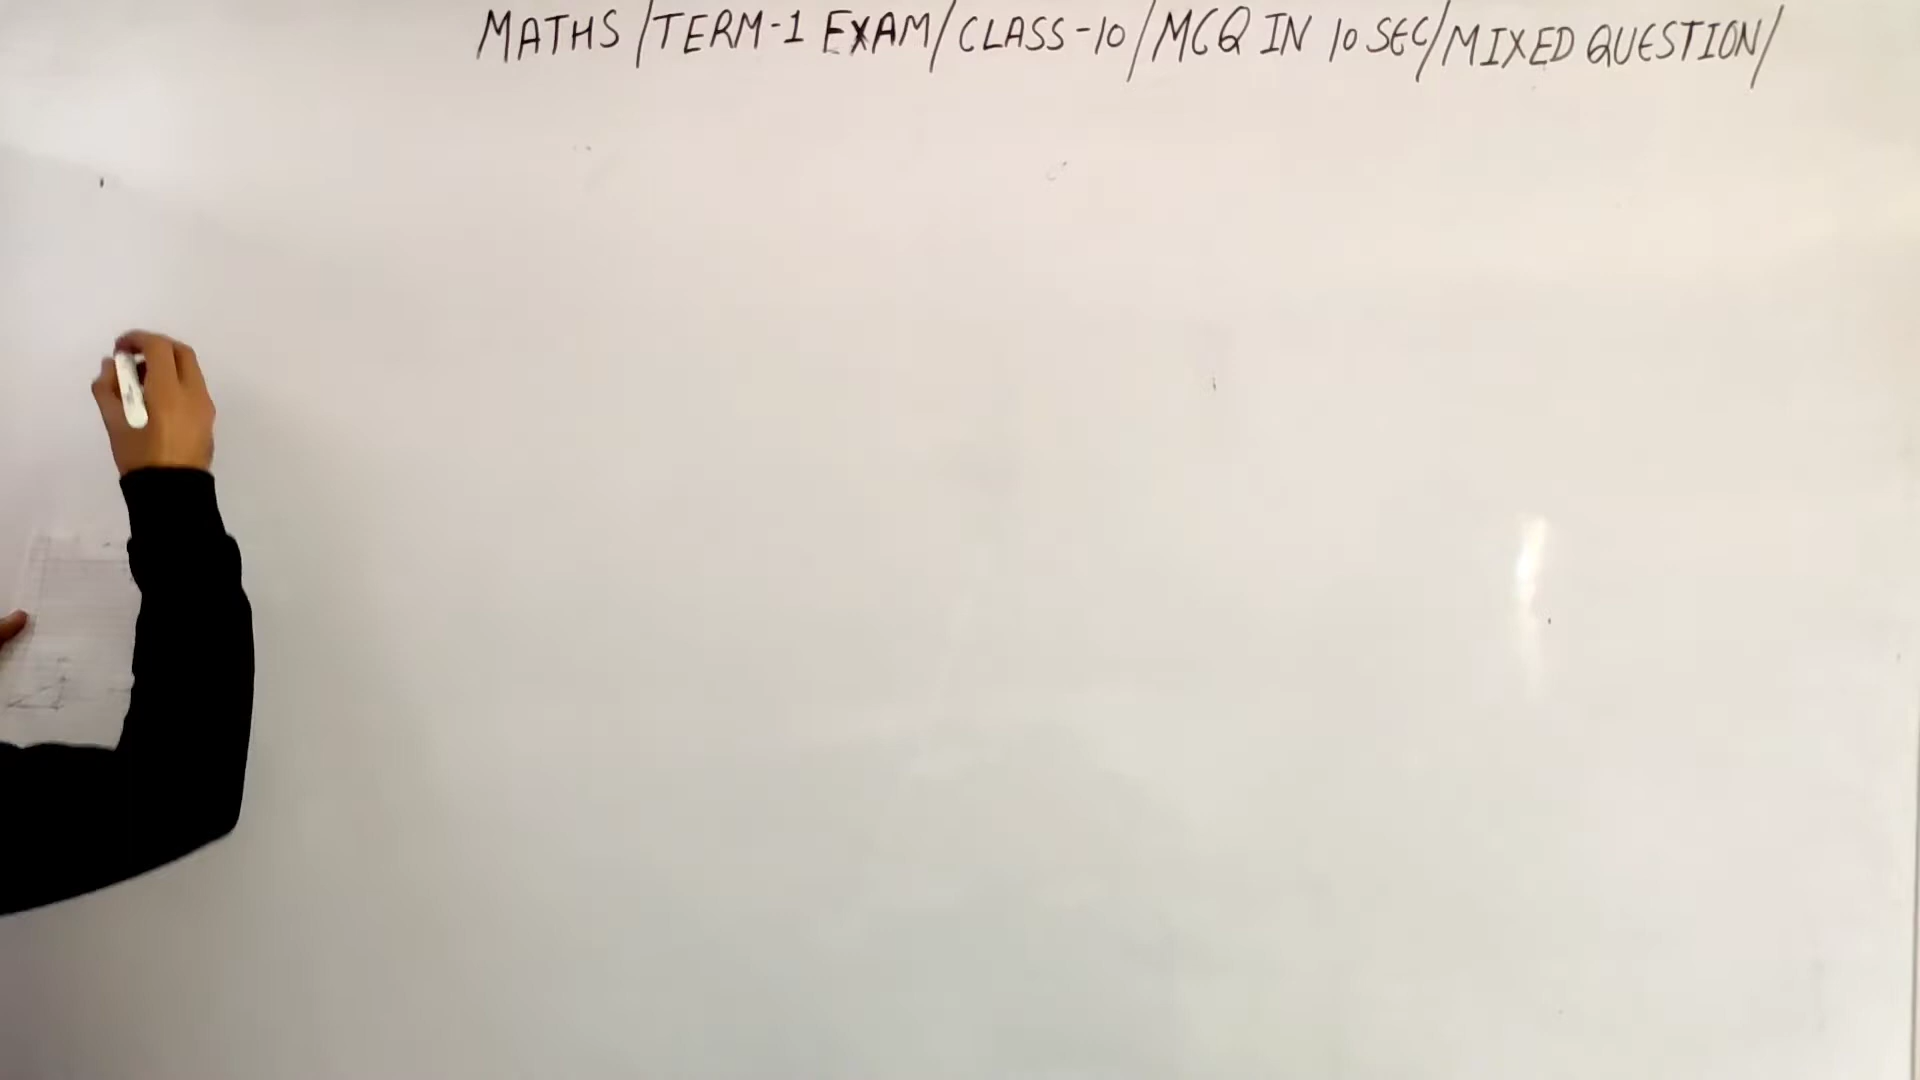 MATHS /TERM-1 EXAM/CLASS-10/MCQ IN 10 SEC/MIXED QUESTION/